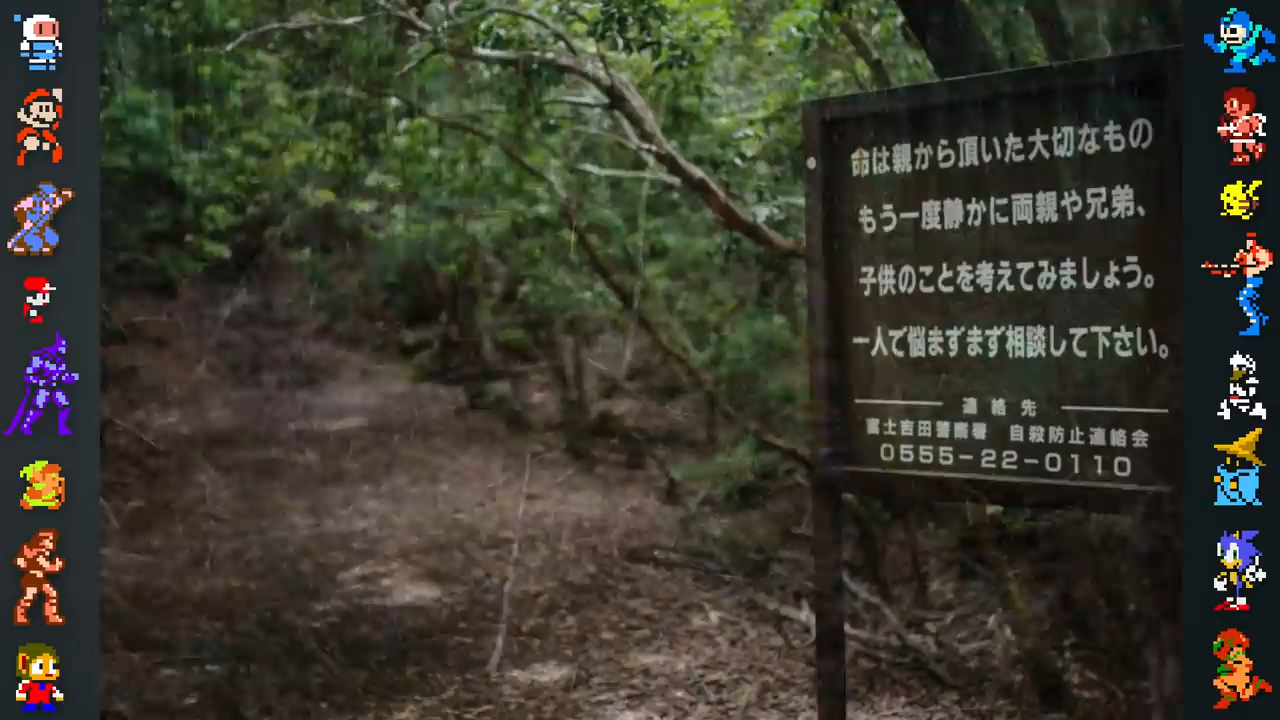 命は親から頂いた大切なもの
もう一度静かに両親や兄弟、
子供のことを考えてみましょう。
一人で悩まずまず相談して下さい。
連絡先
富士吉田警察署 自殺防止連絡会
0555-22-0110